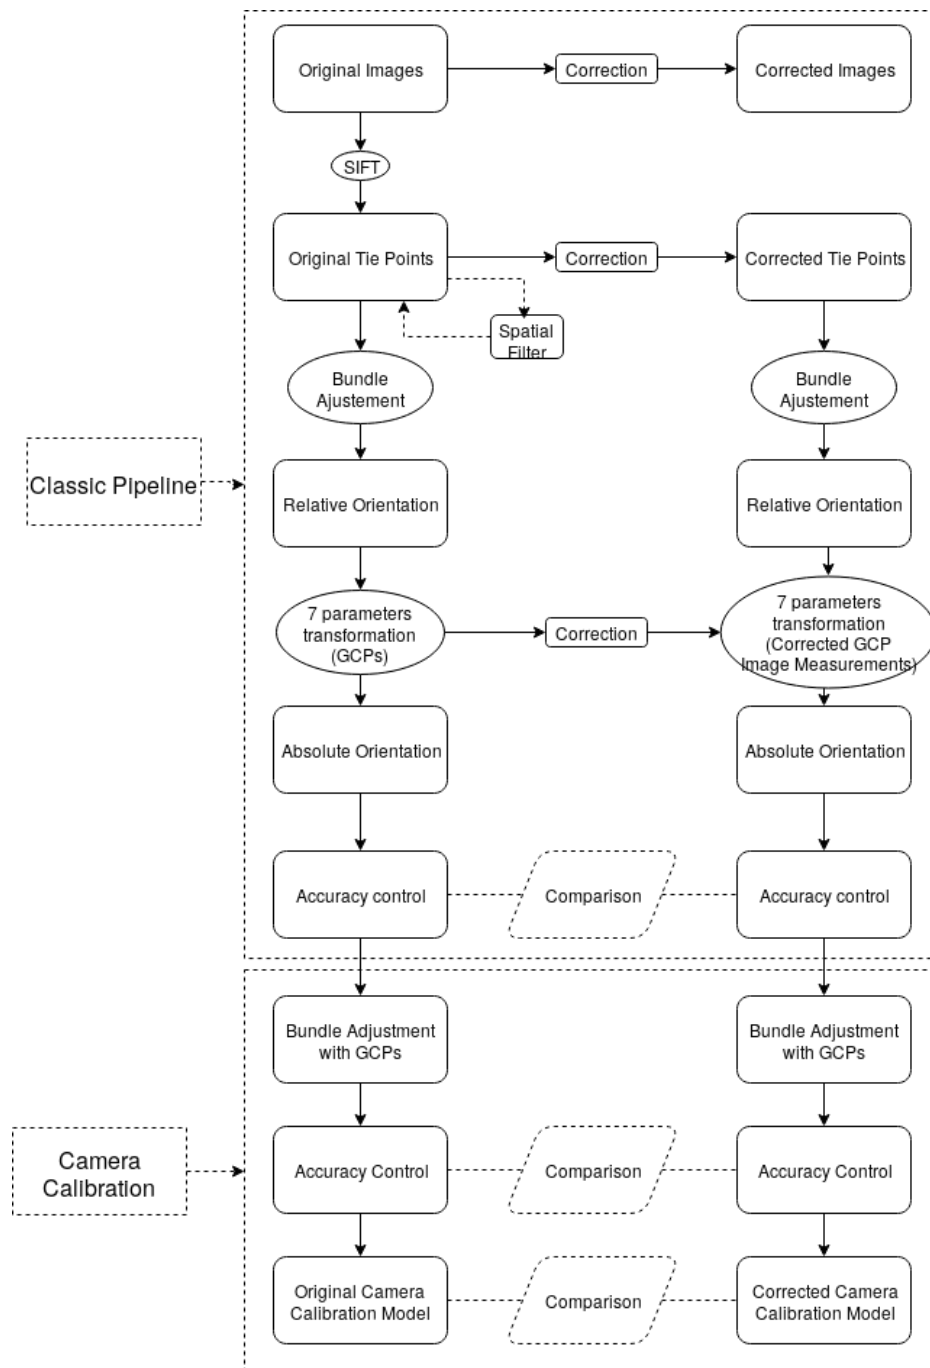 Original Images
Correction
Corrected Images
SIFT
Original Tie Points
Correction
Corrected Tie Points
Spatial
Filter
Bundle
Ajustement
Bundle
Ajustement
Classic Pipeline
Relative Orientation
Relative Orientation
7 parameters
transformation
(GCPs)
Correction
7 parameters
transformation
(Corrected GCP
Image Measurements)
Absolute Orientation
Absolute Orientation
Accuracy control
Comparison
Accuracy control
Bundle Adjustment
with GCPs
Bundle Adjustment
with GCPs
Camera
Calibration
Accuracy Control
Comparison
Accuracy Control
Original Camera
Calibration Model
Comparison
Corrected Camera
Calibration Model